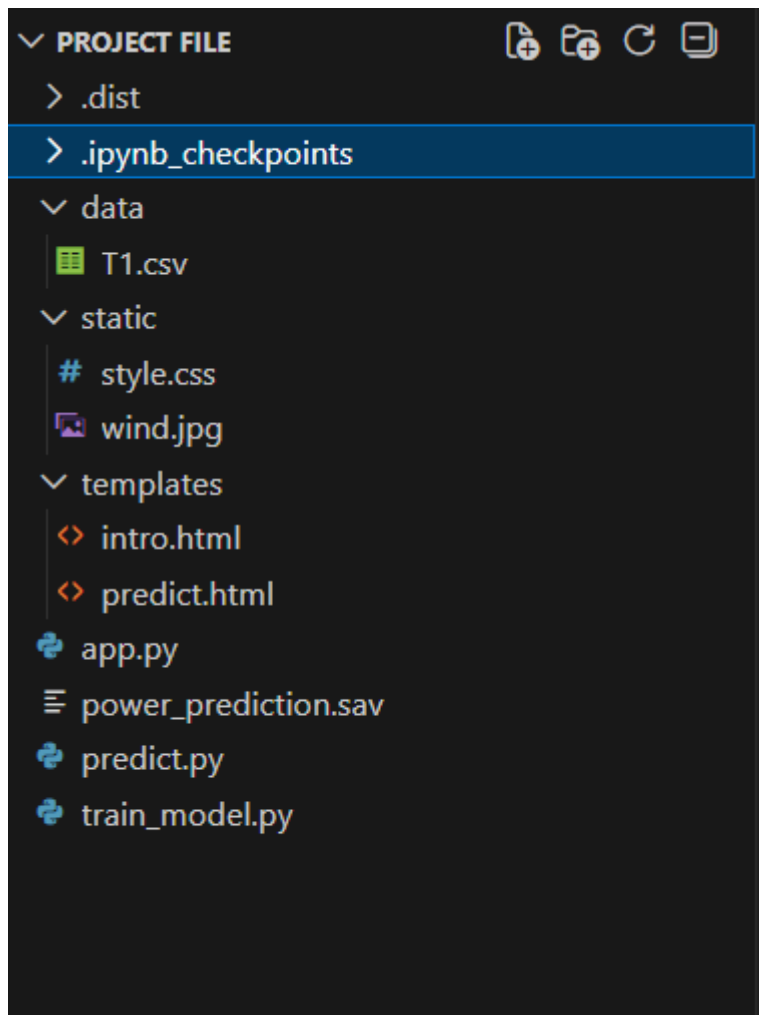 PROJECT FILE
.dist
.ipynb_checkpoints
data
T1.csv
static
# style.css
wind.jpg
templates
<> intro.html
<> predict.html
app.py
power_prediction.sav
predict.py
train_model.py